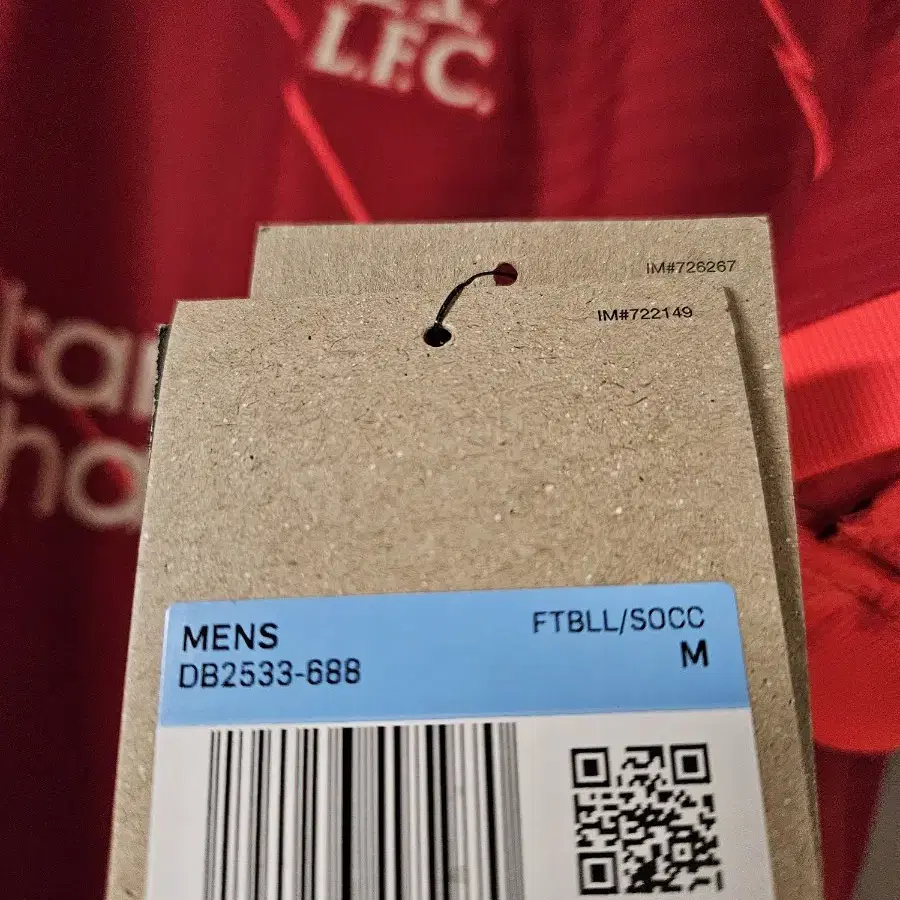 L.F.C.
IM#726267
IM#722149
MENS
FTBLL/SOCC
DB2533-688
M